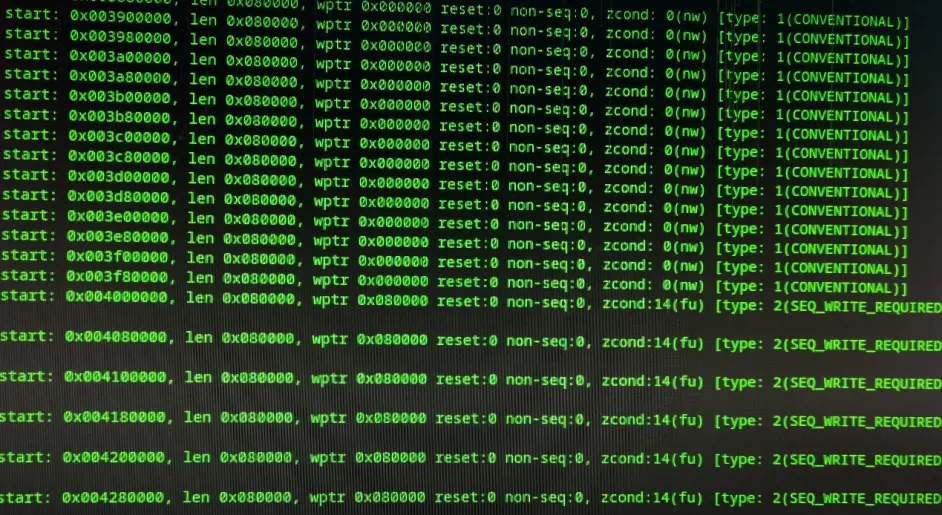 len 0x080000, wptr 0x000000 reset:0 non-seq:0, zcond: 0(nw) [type: 1(CONVENTIONAL)]
start: 0x003900000, len 0x080000, wptr 0x000000 reset:0 non-seq:0, zcond: 0(nw) [type: 1(CONVENTIONAL)]
start: 0x003980000, len 0x080000, wptr 0x000000 reset:0 non-seq:0, zcond: 0(nw) [type: 1(CONVENTIONAL)]
start: 0x003a00000, len 0x080000, wptr 0x000000 reset:0 non-seq:0, zcond: 0(nw) [type: 1(CONVENTIONAL)]
start: 0x003a80000, len 0x080000, wptr 0x000000 reset:0 non-seq:0, zcond: 0(nw) [type: 1(CONVENTIONAL)]
start: 0x003b00000, len 0x080000, wptr 0x000000 reset:0 non-seq:0, zcond: 0(nw) [type: 1(CONVENTIONAL)]
start: 0x003b80000, len 0x080000, wptr 0x000000 reset:0 non-seq:0, zcond: 0(nw) [type: 1(CONVENTIONAL)]
start: 0x003c00000, len 0x080000, wptr 0x000000 reset:0 non-seq:0, zcond: 0(nw) [type: 1(CONVENTIONAL)]
start: 0x003c80000, len 0x080000, wptr 0x000000 reset:0 non-seq:0, zcond: 0(nw) [type: 1(CONVENTIONAL)]
start: 0x003d00000, len 0x080000, wptr 0x000000 reset:0 non-seq:0, zcond: 0(nw) [type: 1(CONVENTIONAL)]
start: 0x003d80000, len 0x080000, wptr 0x000000 reset:0 non-seq:0, zcond: 0(nw) [type: 1(CONVENTIONAL)]
start: 0x003e00000, len 0x080000, wptr 0x000000 reset:0 non-seq:0, zcond: 0(nw) [type: 1(CONVENTIONAL)]
start: 0x003e80000, len 0x080000, wptr 0x000000 reset:0 non-seq:0, zcond: 0(nw) [type: 1(CONVENTIONAL)]
start: 0x003f00000, len 0x080000, wptr 0x000000 reset:0 non-seq:0, zcond: 0(nw) [type: 1(CONVENTIONAL)]
start: 0x003f80000, len 0x080000, wptr 0x000000 reset:0 non-seq:0, zcond: 0(nw) [type: 1(CONVENTIONAL)]
start: 0x004000000, len 0x080000, wptr 0x080000 reset:0 non-seq:0, zcond:14(fu) [type: 2(SEQ_WRITE_REQUIRED
start: 0x004080000, len 0x080000, wptr 0x080000 reset:0 non-seq:0, zcond:14(fu) [type: 2(SEQ_WRITE_REQUIRED
start: 0x004100000, len 0x080000, wptr 0x080000 reset:0 non-seq:0, zcond:14(fu) [type: 2(SEQ_WRITE_REQUIRED
start: 0x004180000, len 0x080000, wptr 0x080000 reset:0 non-seq:0, zcond:14(fu) [type: 2(SEQ_WRITE_REQUIRED
start: 0x004200000, len 0x080000, wptr 0x080000 reset:0 non-seq:0, zcond:14(fu) [type: 2(SEQ_WRITE_REQUIRED
start: 0x004280000, len 0x080000, wptr 0x080000 reset:0 non-seq:0, zcond:14(fu) [type: 2(SEQ_WRITE_REQUIRED